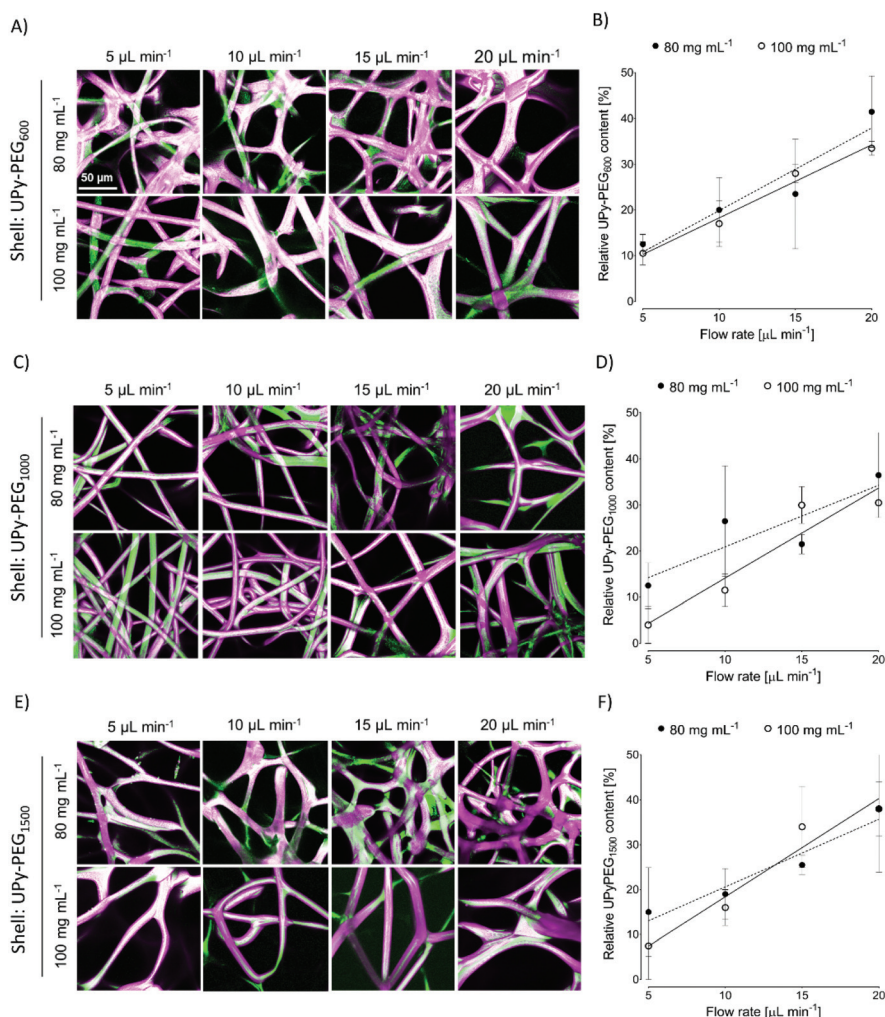 A)
5 µL min⁻¹ 10 µL min⁻¹ 15 µL min⁻¹ 20 µL min⁻¹
Shell: UPy-PEG₆₀₀
80 mg mL⁻¹
100 mg mL⁻¹
50 µm
B)
80 mg mL⁻¹ 100 mg mL⁻¹
Relative UPy-PEG₆₀₀ content [%]
50
40
30
20
10
0
5 10 15 20
Flow rate [µL min⁻¹]
C)
5 µL min⁻¹ 10 µL min⁻¹ 15 µL min⁻¹ 20 µL min⁻¹
Shell: UPy-PEG₁₀₀₀
80 mg mL⁻¹
100 mg mL⁻¹
D)
80 mg mL⁻¹ 100 mg mL⁻¹
Relative UPy-PEG₁₀₀₀ content [%]
50
40
30
20
10
0
5 10 15 20
Flow rate [µL min⁻¹]
E)
5 µL min⁻¹ 10 µL min⁻¹ 15 µL min⁻¹ 20 µL min⁻¹
Shell: UPy-PEG₁₅₀₀
80 mg mL⁻¹
100 mg mL⁻¹
F)
80 mg mL⁻¹ 100 mg mL⁻¹
Relative UPyPEG₁₅₀₀ content [%]
50
40
30
20
10
0
5 10 15 20
Flow rate [µL min⁻¹]